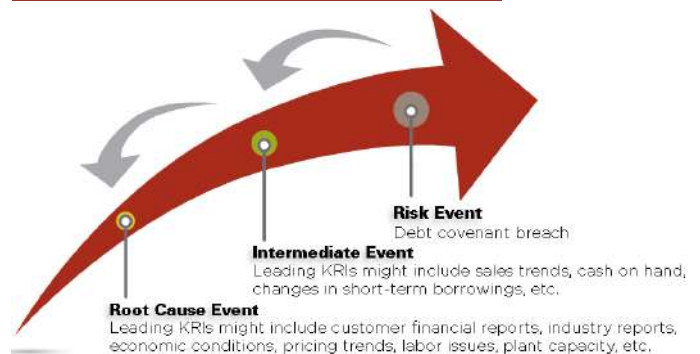 Risk Event
Debt covenant breach
Intermediate Event
Leading KRIs might include sales trends, cash on hand,
changes in short-term borrowings, etc.
Root Cause Event
Leading KRIs might include customer financial reports, industry reports,
economic conditions, pricing trends, labor issues, plant capacity, etc.